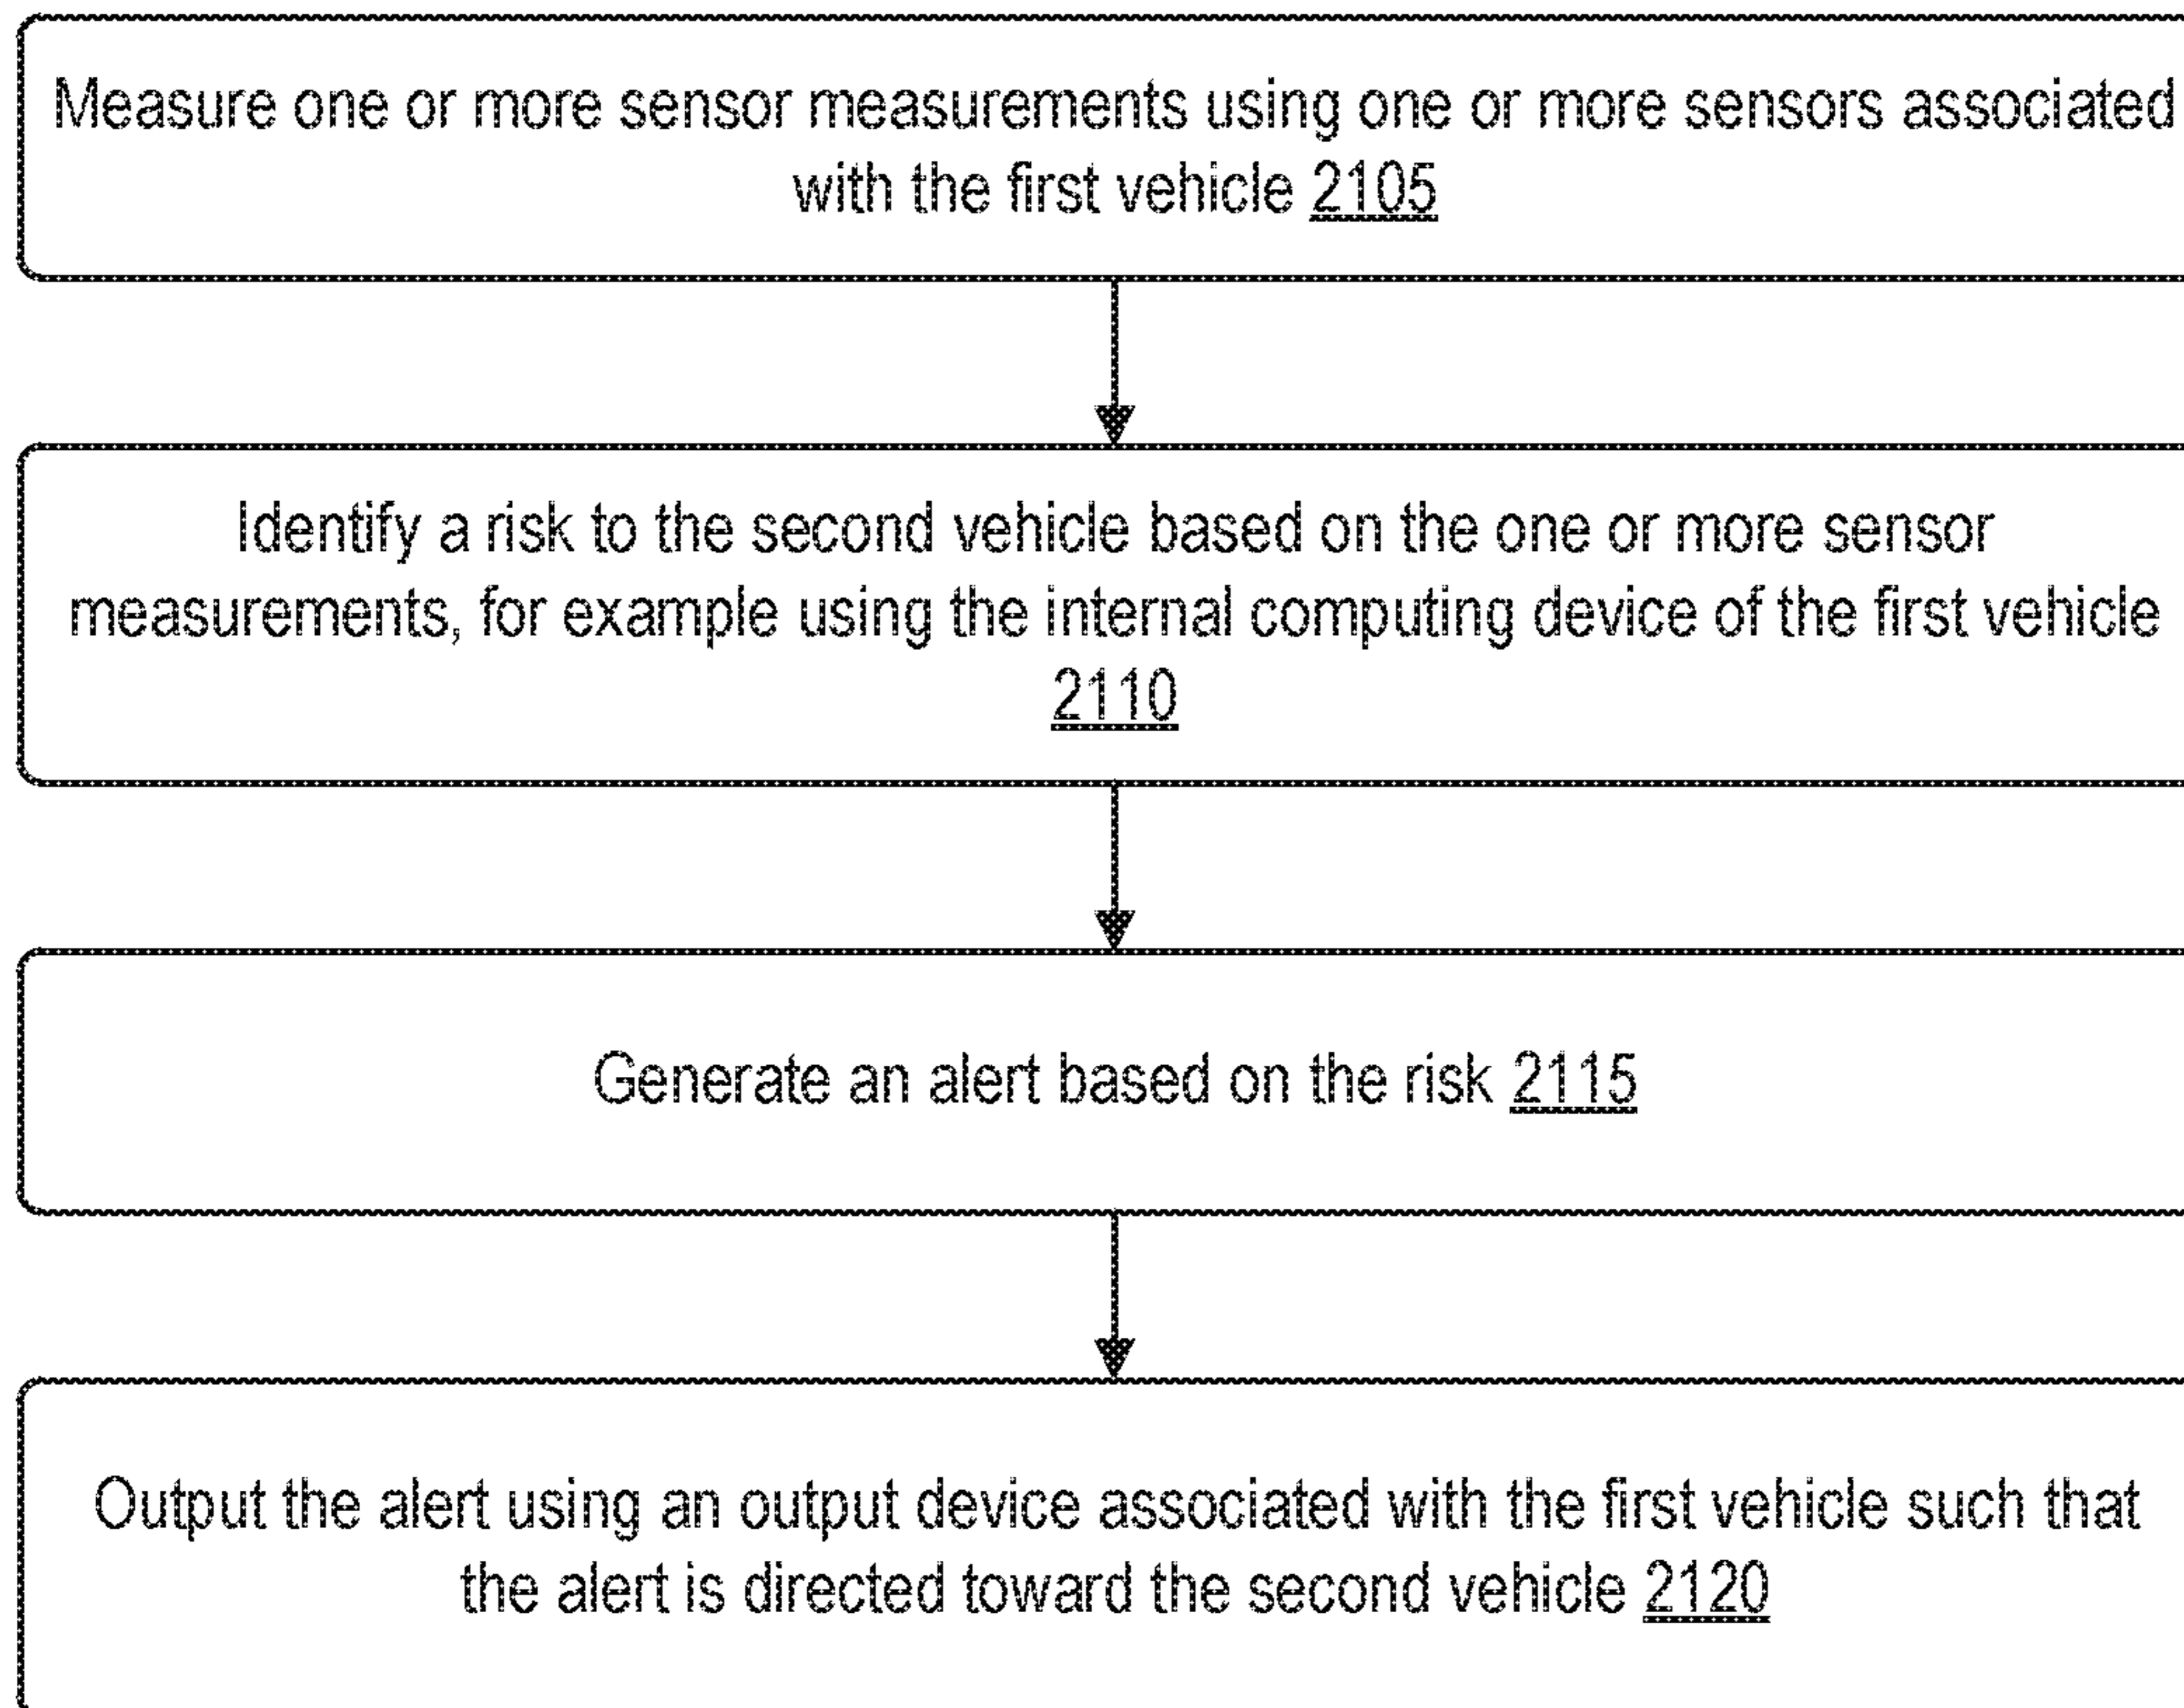 Measure one or more sensor measurements using one or more sensors associated
with the first vehicle 2105
Identify a risk to the second vehicle based on the one or more sensor
measurements, for example using the internal computing device of the first vehicle
2110
Generate an alert based on the risk 2115
Output the alert using an output device associated with the first vehicle such that
the alert is directed toward the second vehicle 2120